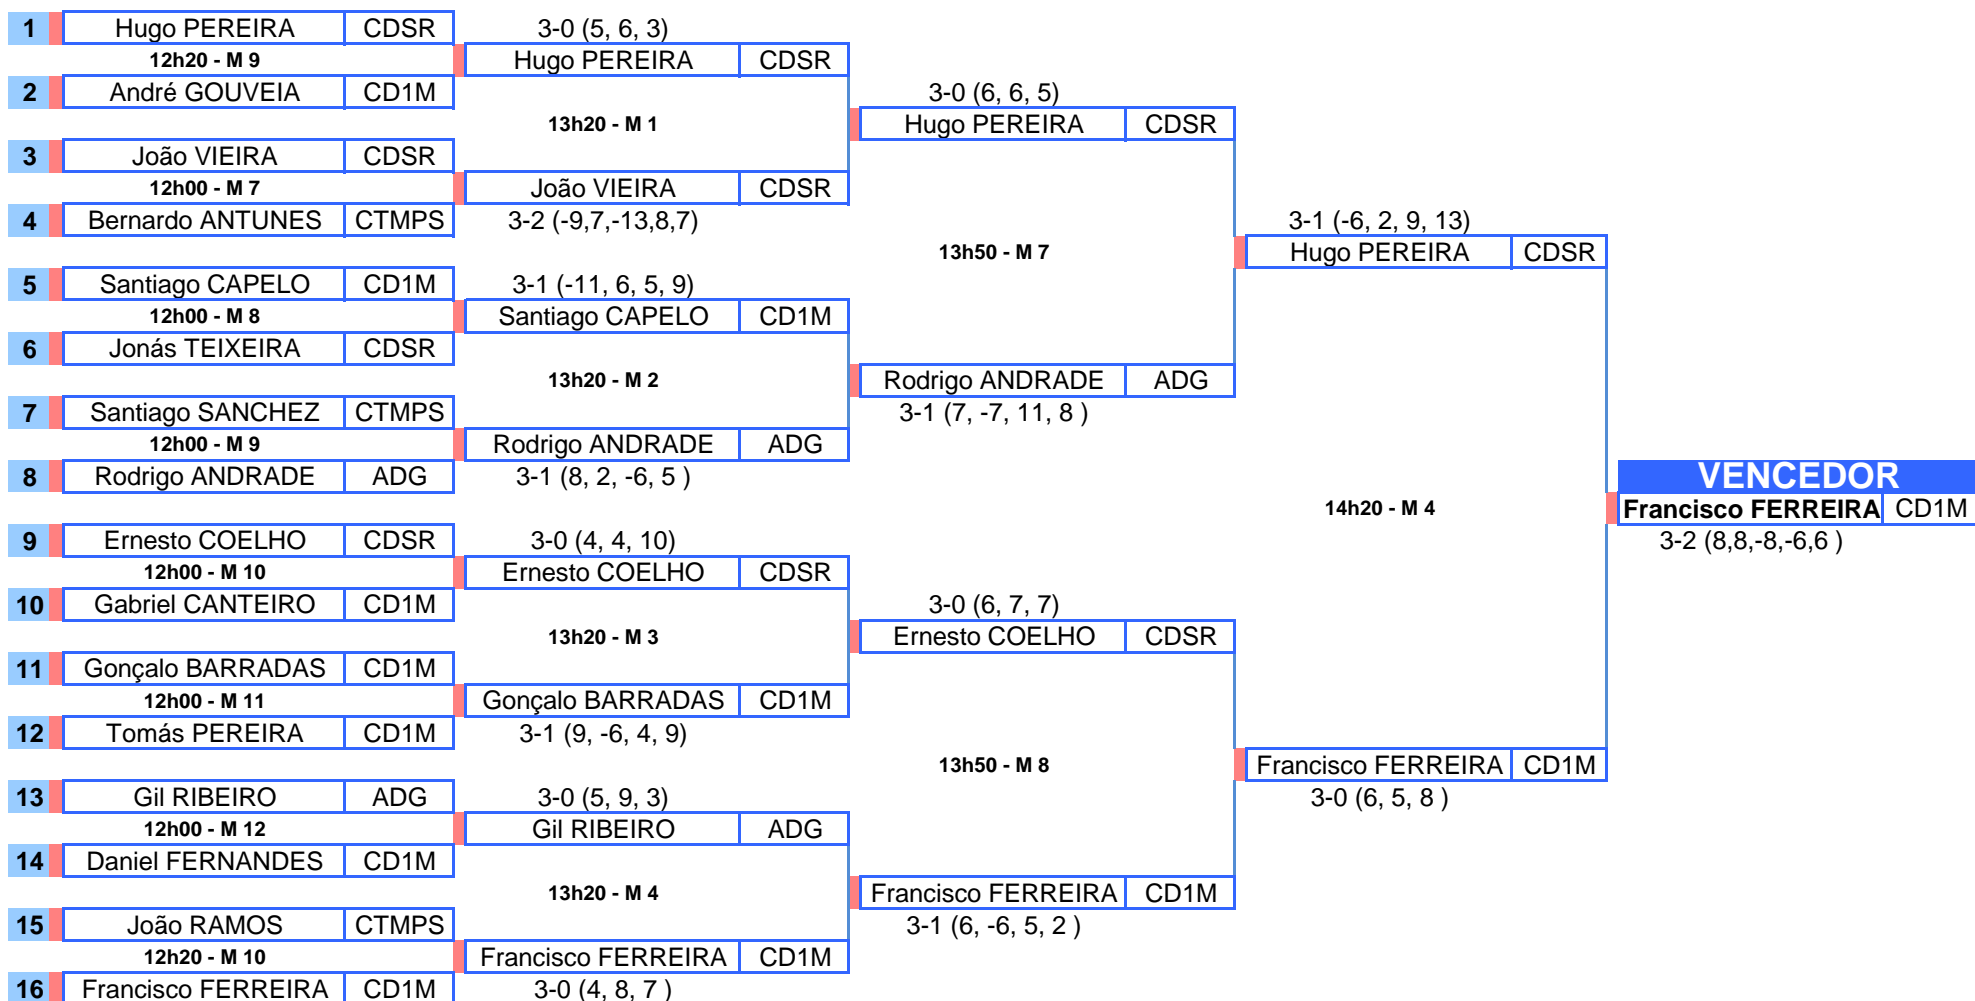 1 Hugo PEREIRA CDSR 3-0 (5, 6, 3)
12h20 - M 9 Hugo PEREIRA CDSR
2 André GOUVEIA CD1M 3-0 (6, 6, 5)
13h20 - M 1 Hugo PEREIRA CDSR
3 João VIEIRA CDSR
12h00 - M 7 João VIEIRA CDSR
4 Bernardo ANTUNES CTMPS 3-2 (-9,7,-13,8,7) 3-1 (-6, 2, 9, 13)
13h50 - M 7 Hugo PEREIRA CDSR
5 Santiago CAPELO CD1M 3-1 (-11, 6, 5, 9)
12h00 - M 8 Santiago CAPELO CD1M
6 Jonás TEIXEIRA CDSR
13h20 - M 2 Rodrigo ANDRADE ADG
7 Santiago SANCHEZ CTMPS 3-1 (7, -7, 11, 8 )
12h00 - M 9 Rodrigo ANDRADE ADG
8 Rodrigo ANDRADE ADG 3-1 (8, 2, -6, 5 ) VENCEDOR
14h20 - M 4 Francisco FERREIRA CD1M
9 Ernesto COELHO CDSR 3-0 (4, 4, 10) 3-2 (8,8,-8,-6,6 )
12h00 - M 10 Ernesto COELHO CDSR
10 Gabriel CANTEIRO CD1M 3-0 (6, 7, 7)
13h20 - M 3 Ernesto COELHO CDSR
11 Gonçalo BARRADAS CD1M
12h00 - M 11 Gonçalo BARRADAS CD1M
12 Tomás PEREIRA CD1M 3-1 (9, -6, 4, 9)
13h50 - M 8 Francisco FERREIRA CD1M
13 Gil RIBEIRO ADG 3-0 (5, 9, 3) 3-0 (6, 5, 8 )
12h00 - M 12 Gil RIBEIRO ADG
14 Daniel FERNANDES CD1M
13h20 - M 4 Francisco FERREIRA CD1M
15 João RAMOS CTMPS 3-1 (6, -6, 5, 2 )
12h20 - M 10 Francisco FERREIRA CD1M
16 Francisco FERREIRA CD1M 3-0 (4, 8, 7 )